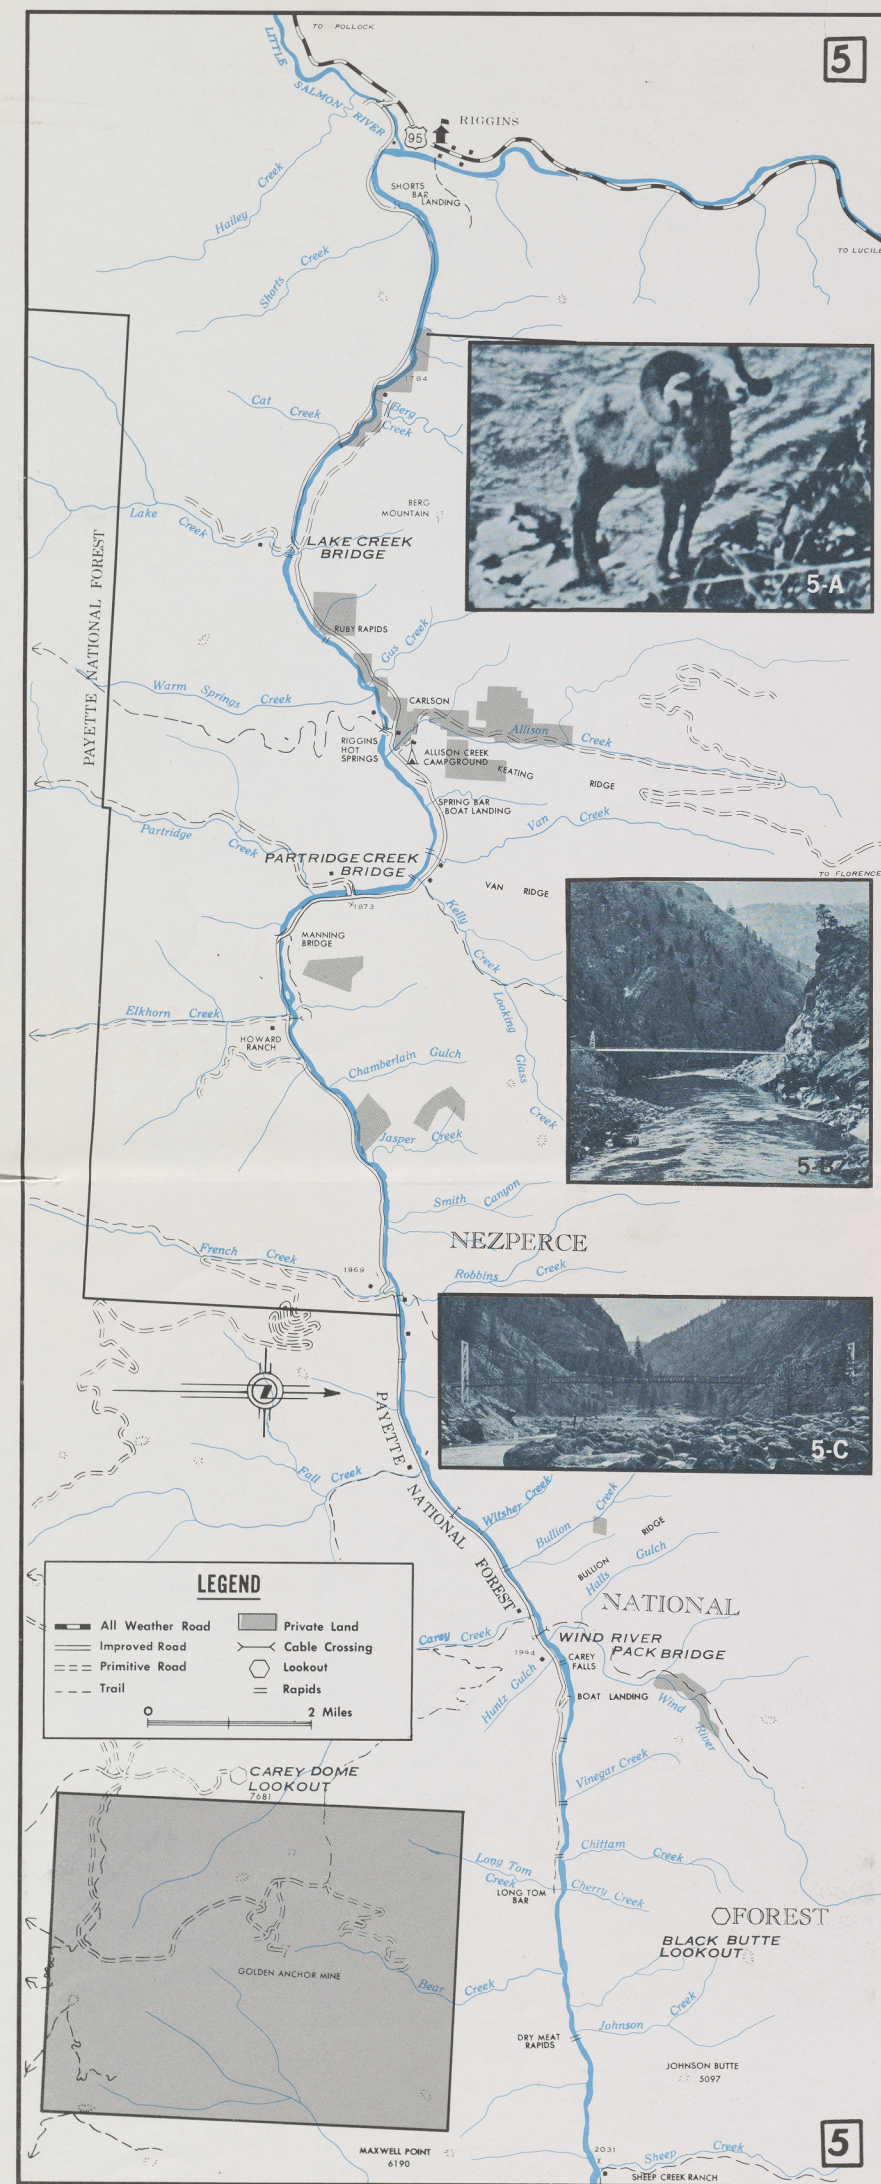 TO POLLOCK
5
LITTLE
SALMON
RIVER
95
RIGGINS
SHORTS
BAR
LANDING
Hailey Creek
Shorts Creek
TO LUCILE
1784
Cat Creek
Berg
Creek
BERG
MOUNTAIN
Lake
Creek
LAKE CREEK
BRIDGE
5-A
PAYETTE NATIONAL FOREST
RUBY RAPIDS
Gus Creek
Warm Springs Creek
CARLSON
Allison Creek
RIGGINS
HOT
SPRINGS
ALLISON CREEK
CAMPGROUND
KEATING
RIDGE
SPRING BAR
BOAT LANDING
Van Creek
Partridge
Creek
PARTRIDGE CREEK
BRIDGE
TO FLORENCE
1873
VAN RIDGE
Kelly
Creek
MANNING
BRIDGE
Elkhorn Creek
HOWARD
RANCH
Looking
Glass
Creek
Chamberlain Gulch
Jasper Creek
Smith Canyon
NEZPERCE
French Creek
1969
Robbins Creek
PAYETTE
NATIONAL
FOREST
5-C
Fall Creek
Witsher Creek
Bullion Creek
BULLION
RIDGE
Halls Gulch
LEGEND
All Weather Road
Private Land
Improved Road
Cable Crossing
Primitive Road
Lookout
Trail
Rapids
0
2 Miles
Carey Creek
NATIONAL
WIND RIVER
PACK BRIDGE
1994
CAREY
FALLS
Huntz Gulch
BOAT LANDING
Wind
River
Vinegar Creek
CAREY DOME
LOOKOUT
7681
Long Tom
Creek
Chittam
Creek
LONG TOM
BAR
Cherry Creek
FOREST
BLACK BUTTE
LOOKOUT
GOLDEN ANCHOR MINE
Bear Creek
Johnson Creek
DRY MEAT
RAPIDS
JOHNSON BUTTE
5097
MAXWELL POINT
6190
2031
Sheep Creek
SHEEP CREEK RANCH
5